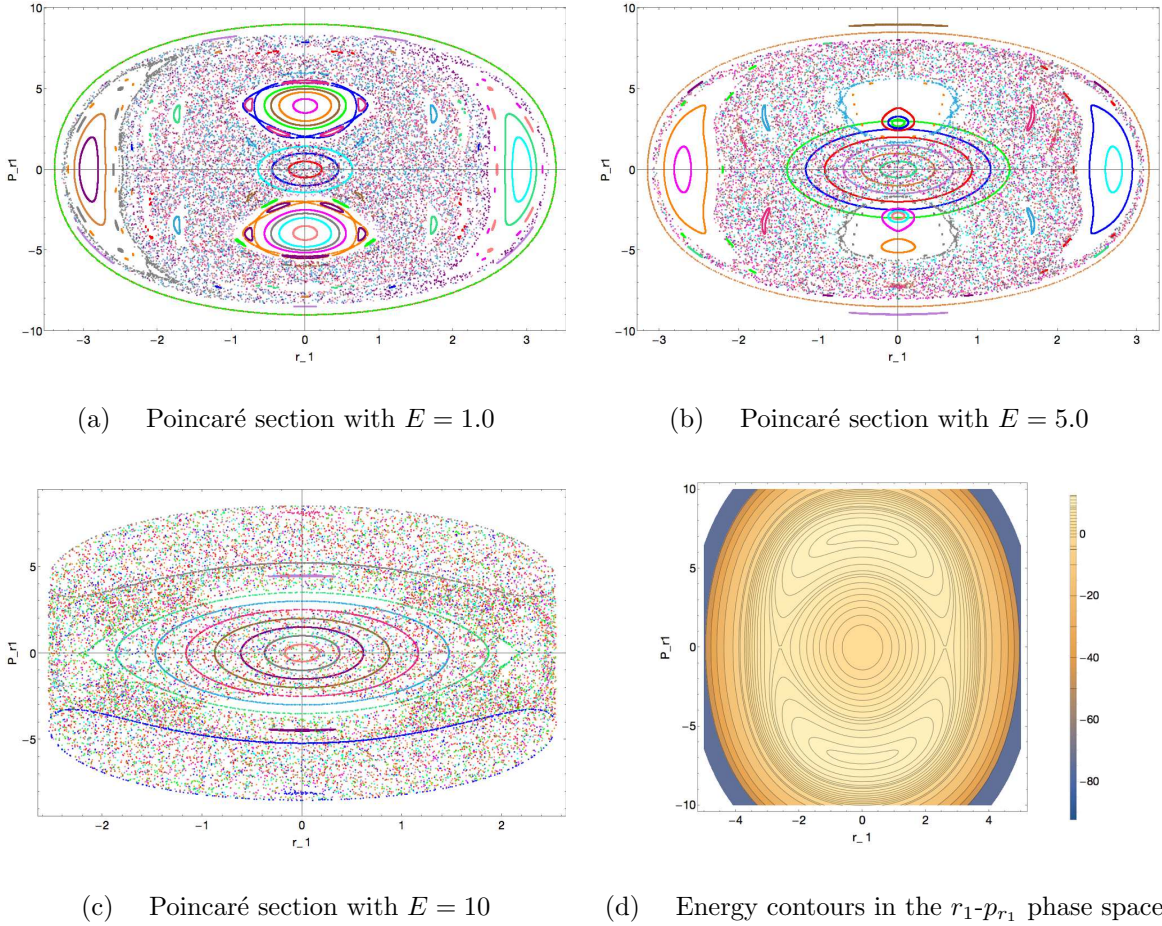 10
5
0
−5
−10
P_r1
−3 −2 −1 0 1 2 3
r_1
(a) Poincaré section with E = 1.0
10
5
0
−5
−10
P_r1
−3 −2 −1 0 1 2 3
r_1
(b) Poincaré section with E = 5.0
5
0
−5
P_r1
−2 −1 0 1 2
r_1
(c) Poincaré section with E = 10
10
5
0
−5
−10
P_r1
−4 −2 0 2 4
r_1
0
−20
−40
−60
−80
(d) Energy contours in the r₁-p_{r₁} phase space